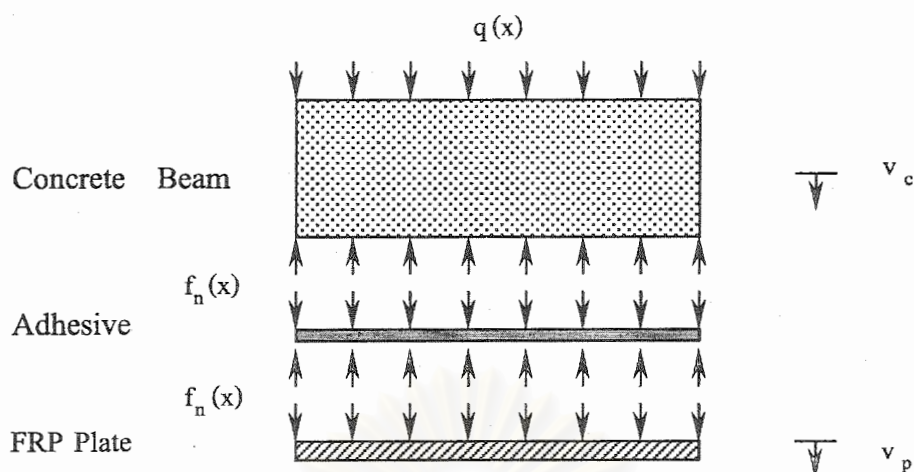 q(x)
Concrete Beam
v c
f n (x)
Adhesive
f n (x)
FRP Plate
v p